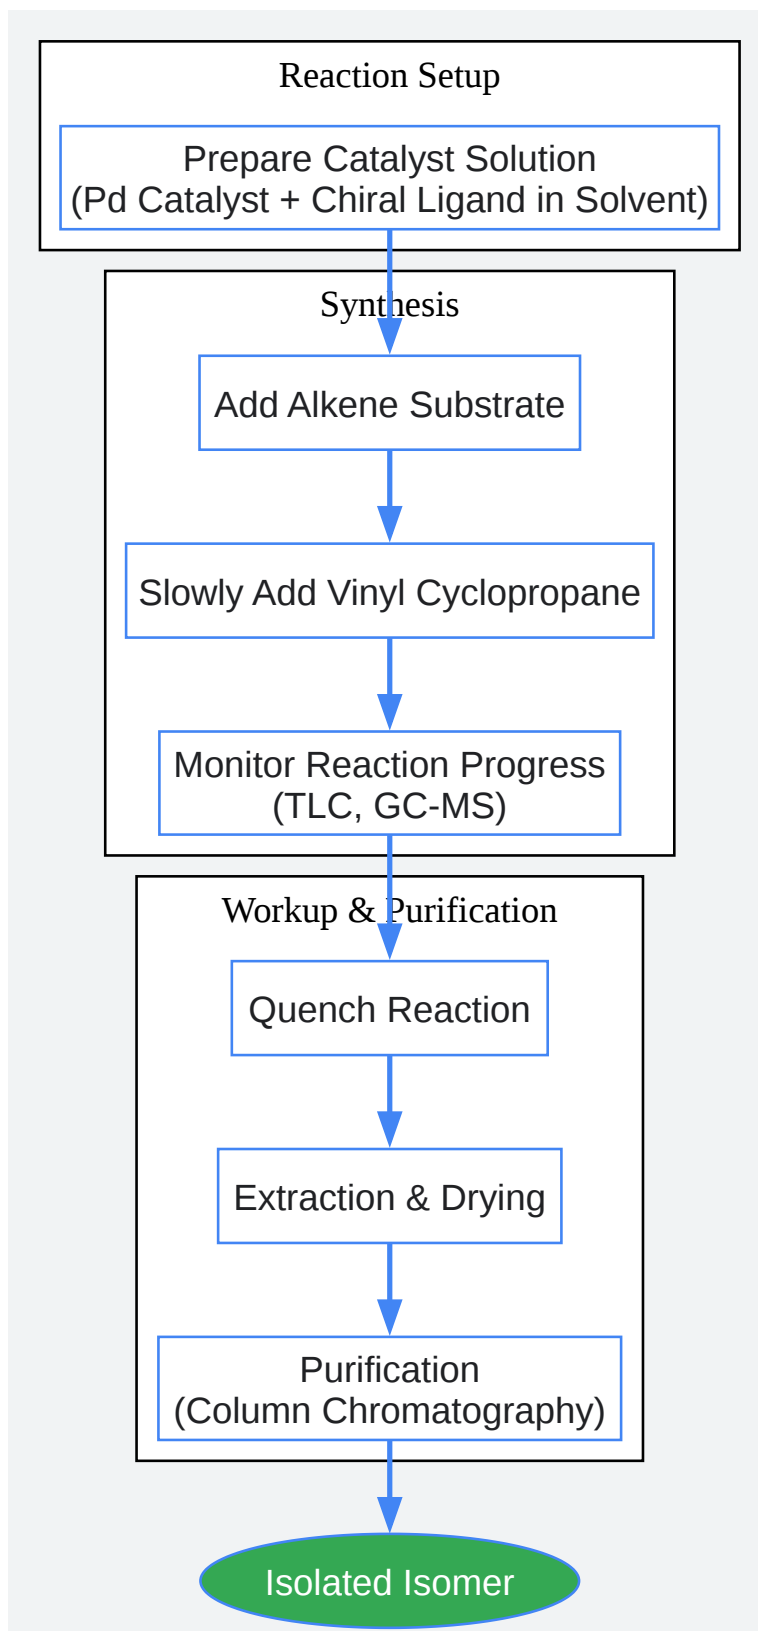 Reaction Setup
Prepare Catalyst Solution
(Pd Catalyst + Chiral Ligand in Solvent)
Synthesis
Add Alkene Substrate
Slowly Add Vinyl Cyclopropane
Monitor Reaction Progress
(TLC, GC-MS)
Workup & Purification
Quench Reaction
Extraction & Drying
Purification
(Column Chromatography)
Isolated Isomer